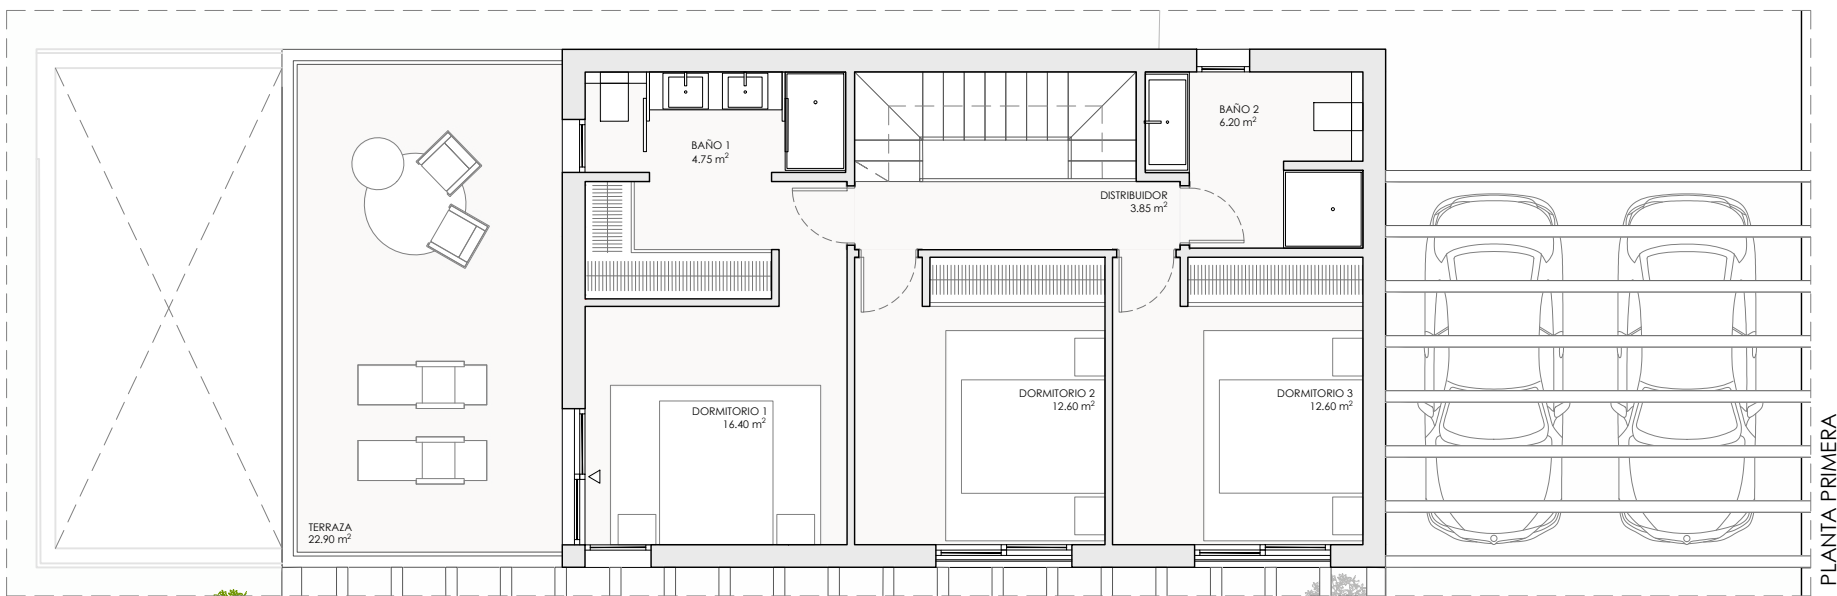 BAÑO 1
4.75 m²
BAÑO 2
6.20 m²
DISTRIBUIDOR
3.85 m²
DORMITORIO 1
16.40 m²
DORMITORIO 2
12.60 m²
DORMITORIO 3
12.60 m²
TERRAZA
22.90 m²
PLANTA PRIMERA